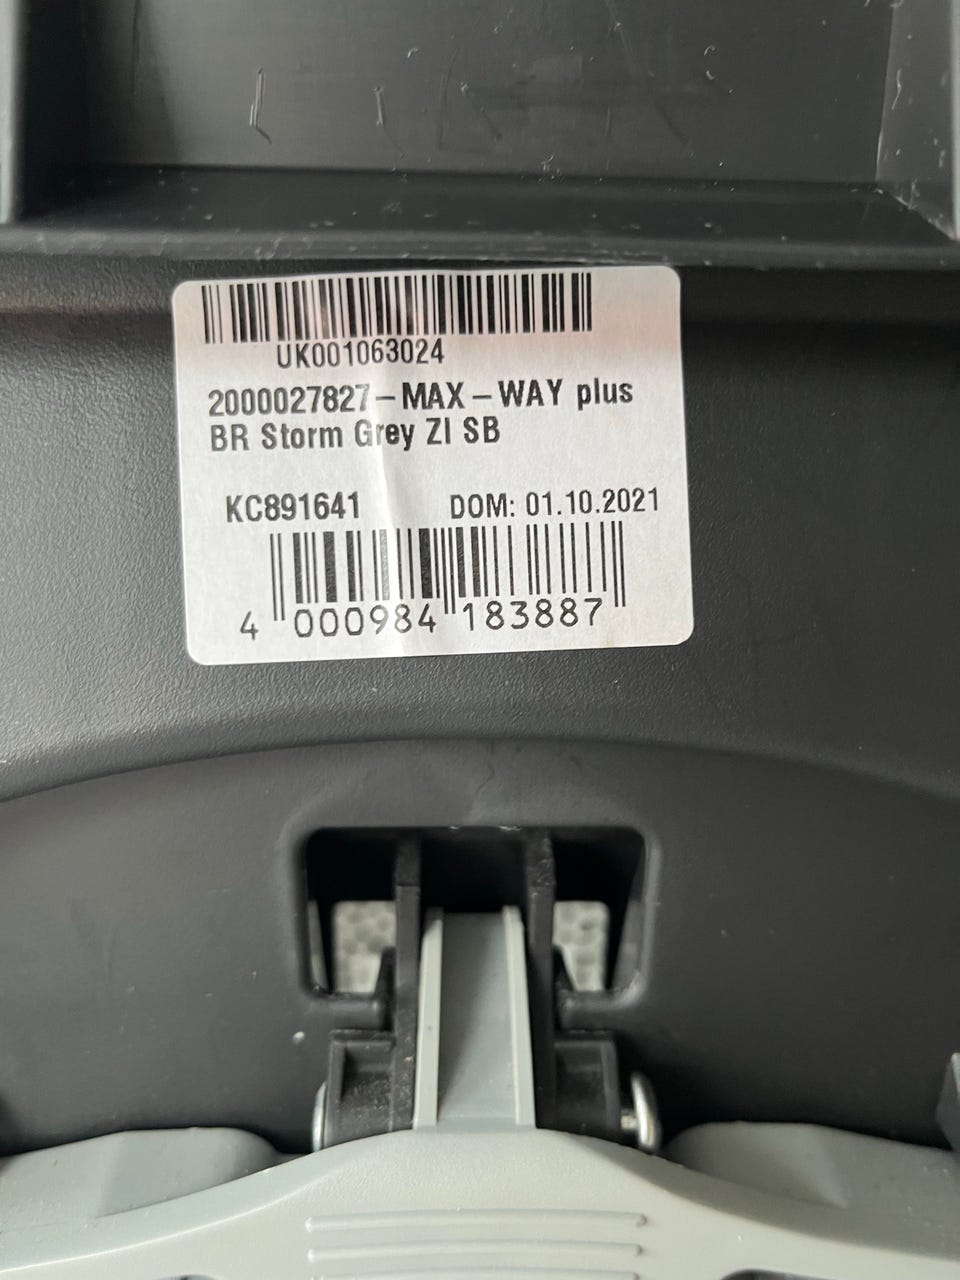 UK001063024
2000027827-MAX-WAY plus
BR Storm Grey ZI SB
KC891641 DOM: 01.10.2021
4 000984 183887